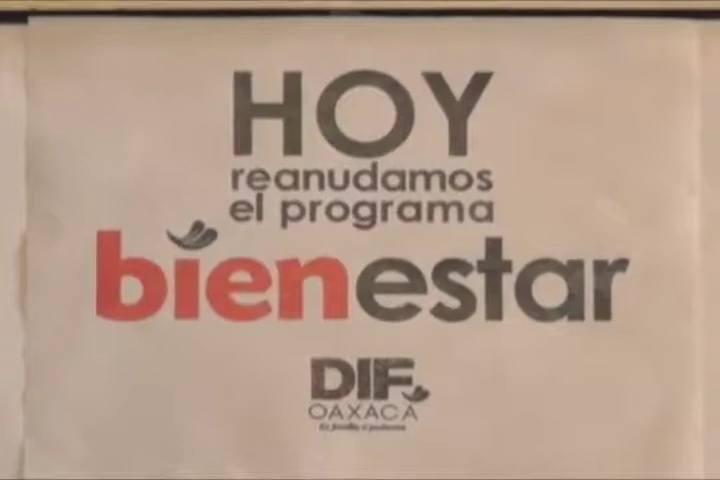 HOY
reanudamos
el programa
bienestar
DIF
OAXACA